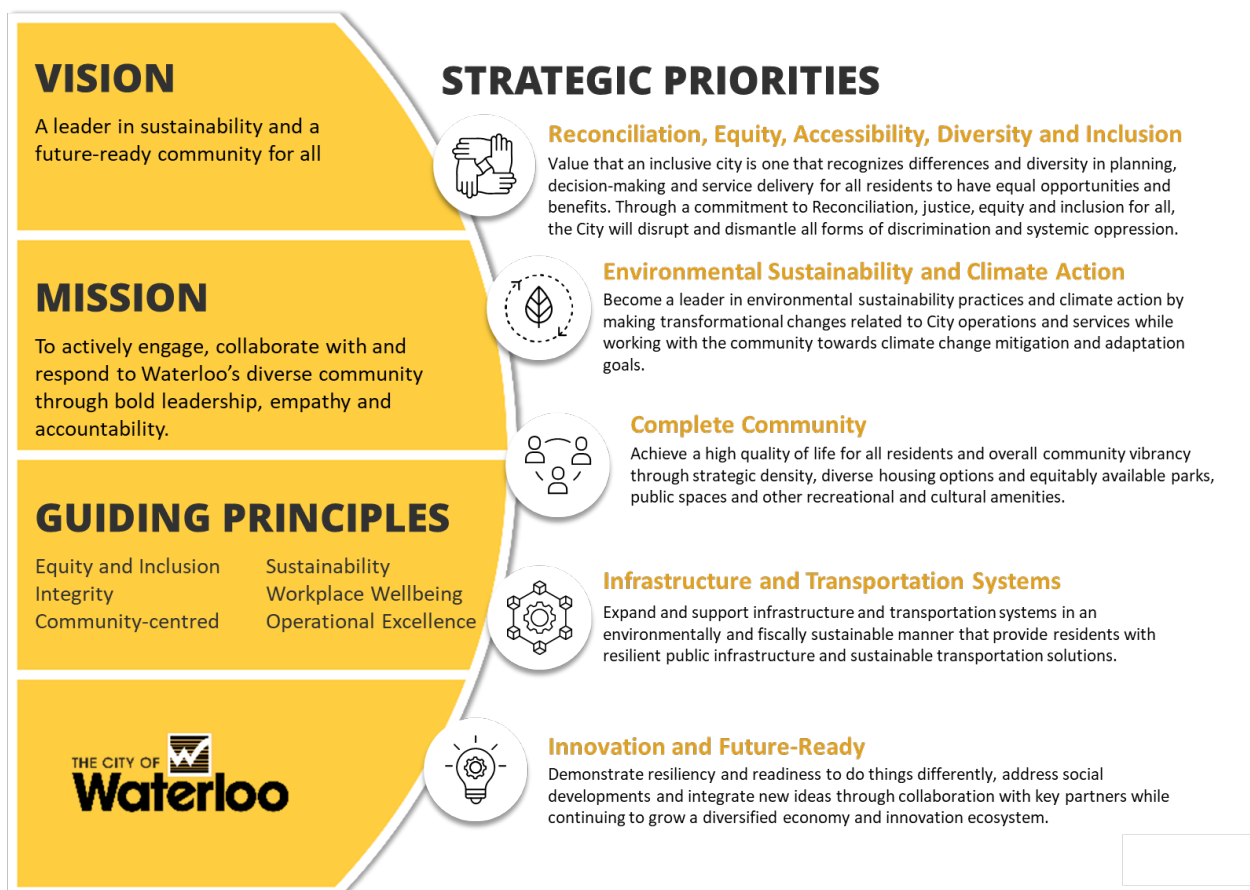 VISION
A leader in sustainability and a
future-ready community for all
MISSION
To actively engage, collaborate with and
respond to Waterloo's diverse community
through bold leadership, empathy and
accountability.
GUIDING PRINCIPLES
Equity and Inclusion
Integrity
Community-centred
Sustainability
Workplace Wellbeing
Operational Excellence
THE CITY OF W
Waterloo
STRATEGIC PRIORITIES
Reconciliation, Equity, Accessibility, Diversity and Inclusion
Value that an inclusive city is one that recognizes differences and diversity in planning,
decision-making and service delivery for all residents to have equal opportunities and
benefits. Through a commitment to Reconciliation, justice, equity and inclusion for all,
the City will disrupt and dismantle all forms of discrimination and systemic oppression.
Environmental Sustainability and Climate Action
Become a leader in environmental sustainability practices and climate action by
making transformational changes related to City operations and services while
working with the community towards climate change mitigation and adaptation
goals.
Complete Community
Achieve a high quality of life for all residents and overall community vibrancy
through strategic density, diverse housing options and equitably available parks,
public spaces and other recreational and cultural amenities.
Infrastructure and Transportation Systems
Expand and support infrastructure and transportation systems in an
environmentally and fiscally sustainable manner that provide residents with
resilient public infrastructure and sustainable transportation solutions.
Innovation and Future-Ready
Demonstrate resiliency and readiness to do things differently, address social
developments and integrate new ideas through collaboration with key partners while
continuing to grow a diversified economy and innovation ecosystem.